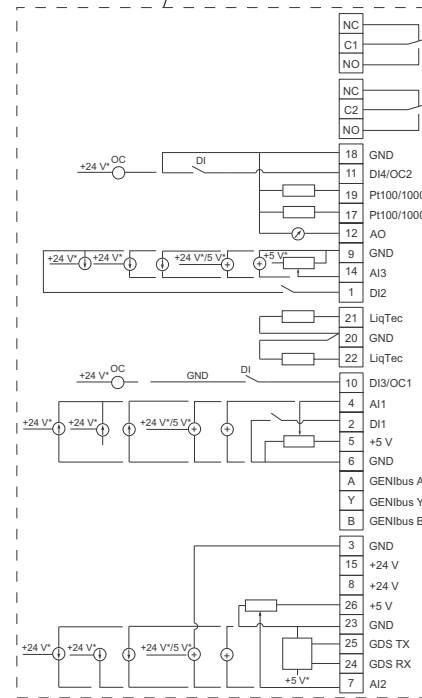 NC
C1
NO
NC
C2
NO
18 GND
+24 V* OC DI 11 DI4/OC2
19 Pt100/1000
17 Pt100/1000
12 AO
9 GND
+24 V* +24 V* +24 V*/5 V* +5 V* 14 AI3
1 DI2
21 LiqTec
20 GND
22 LiqTec
+24 V* OC GND DI 10 DI3/OC1
4 AI1
+24 V* +24 V* +24 V*/5 V* 2 DI1
5 +5 V
6 GND
A GENIbus A
Y GENIbus Y
B GENIbus B
3 GND
15 +24 V
8 +24 V
26 +5 V
23 GND
+24 V* +24 V* +24 V*/5 V* 25 GDS TX
24 GDS RX
+5 V* 7 AI2